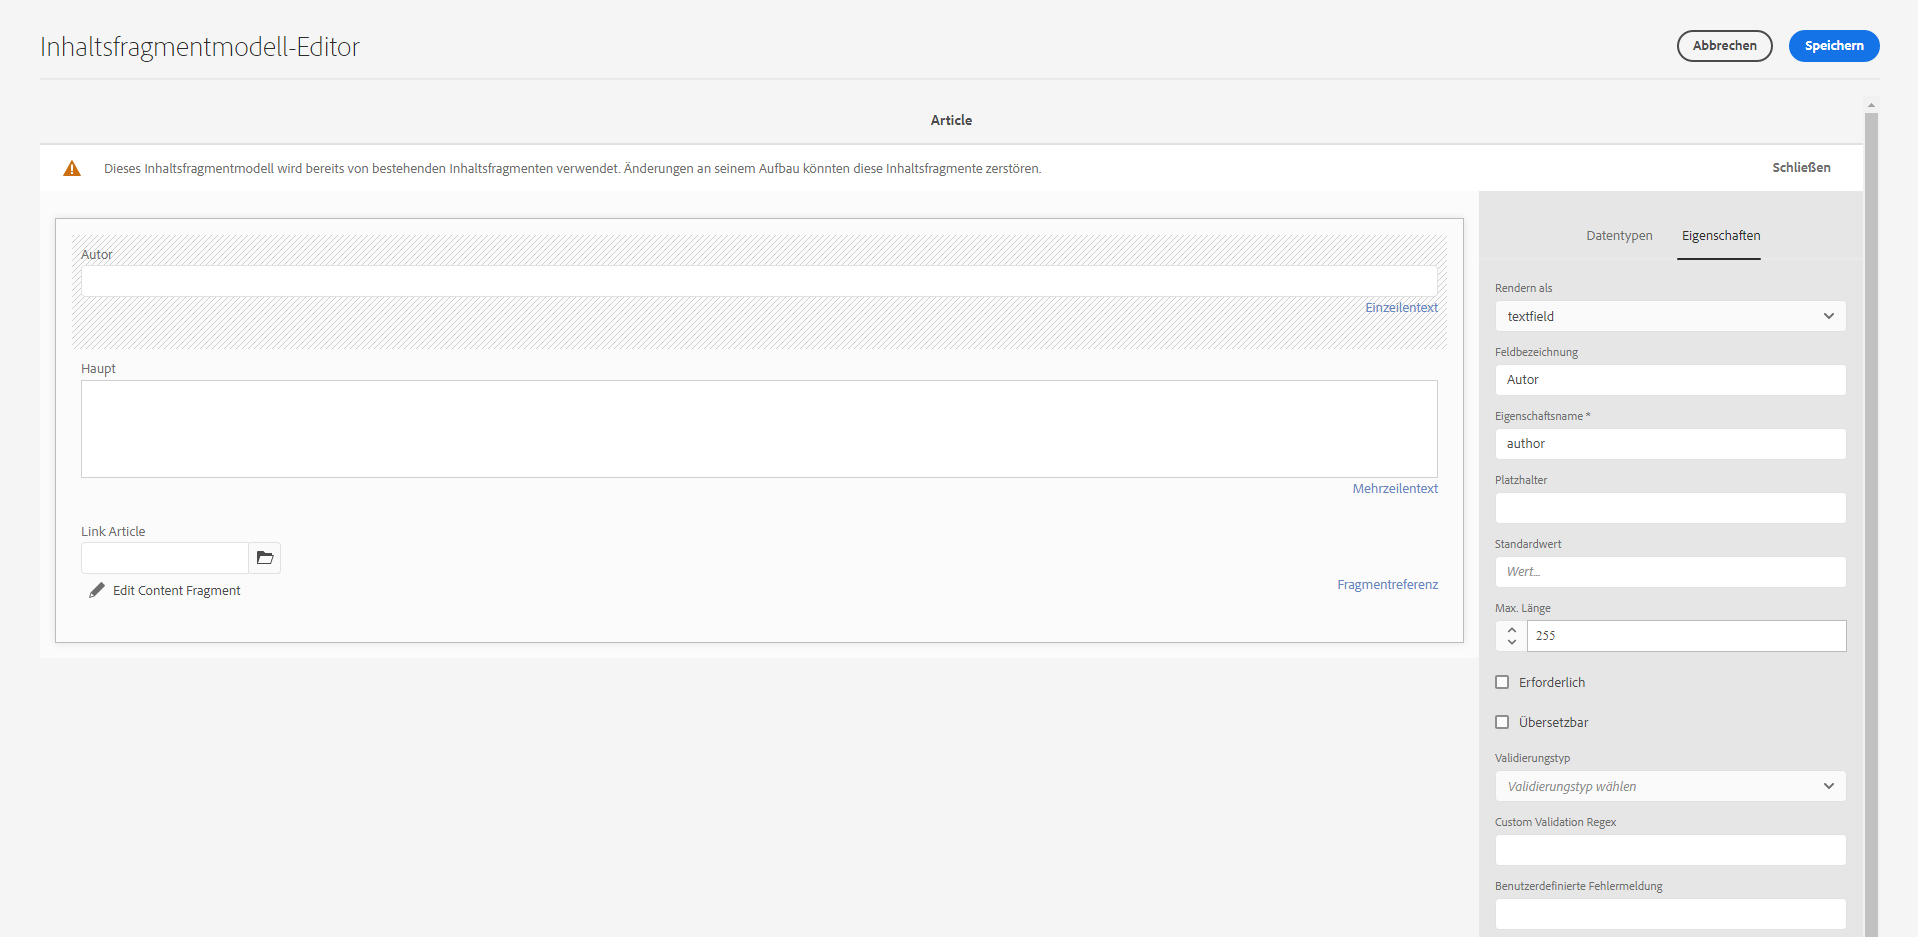 Inhaltsfragmentmodell-Editor
Abbrechen
Speichern
Article
Dieses Inhaltsfragmentmodell wird bereits von bestehenden Inhaltsfragmenten verwendet. Änderungen an seinem Aufbau könnten diese Inhaltsfragmente zerstören.
Schließen
Autor
Einzeilentext
Haupt
Mehrzeilentext
Link Article
Edit Content Fragment
Fragmentreferenz
Datentypen
Eigenschaften
Rendern als
textfield
Feldbezeichnung
Autor
Eigenschaftsname *
author
Platzhalter
Standardwert
Wert...
Max. Länge
255
Erforderlich
Übersetzbar
Validierungstyp
Validierungstyp wählen
Custom Validation Regex
Benutzerdefinierte Fehlermeldung